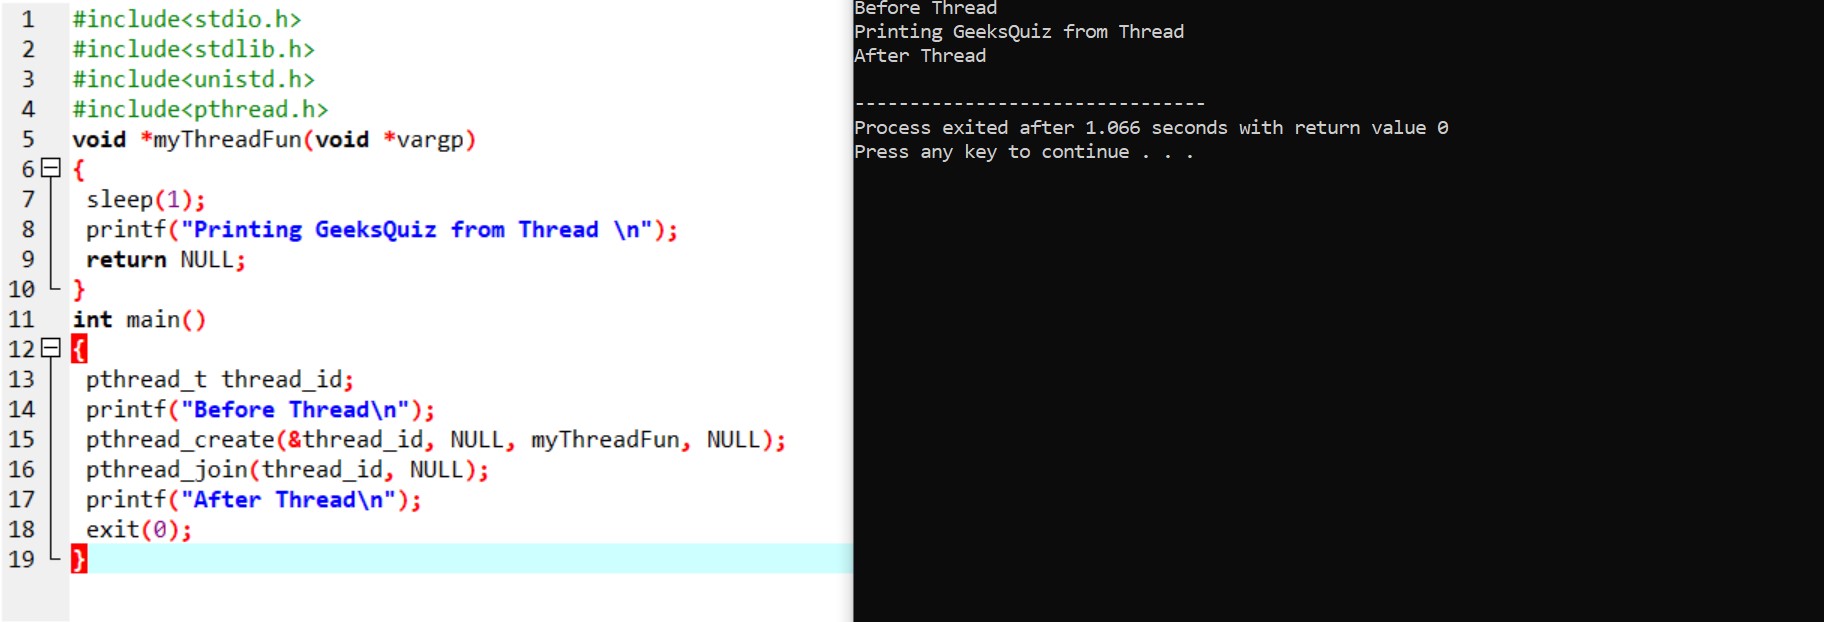 1 #include<stdio.h>
2 #include<stdlib.h>
3 #include<unistd.h>
4 #include<pthread.h>
5 void *myThreadFun(void *vargp)
6 {
7 sleep(1);
8 printf("Printing GeeksQuiz from Thread \n");
9 return NULL;
10 }
11 int main()
12 {
13 pthread_t thread_id;
14 printf("Before Thread\n");
15 pthread_create(&thread_id, NULL, myThreadFun, NULL);
16 pthread_join(thread_id, NULL);
17 printf("After Thread\n");
18 exit(0);
19 }
Before Thread
Printing GeeksQuiz from Thread
After Thread
--------------------------------
Process exited after 1.066 seconds with return value 0
Press any key to continue . . .